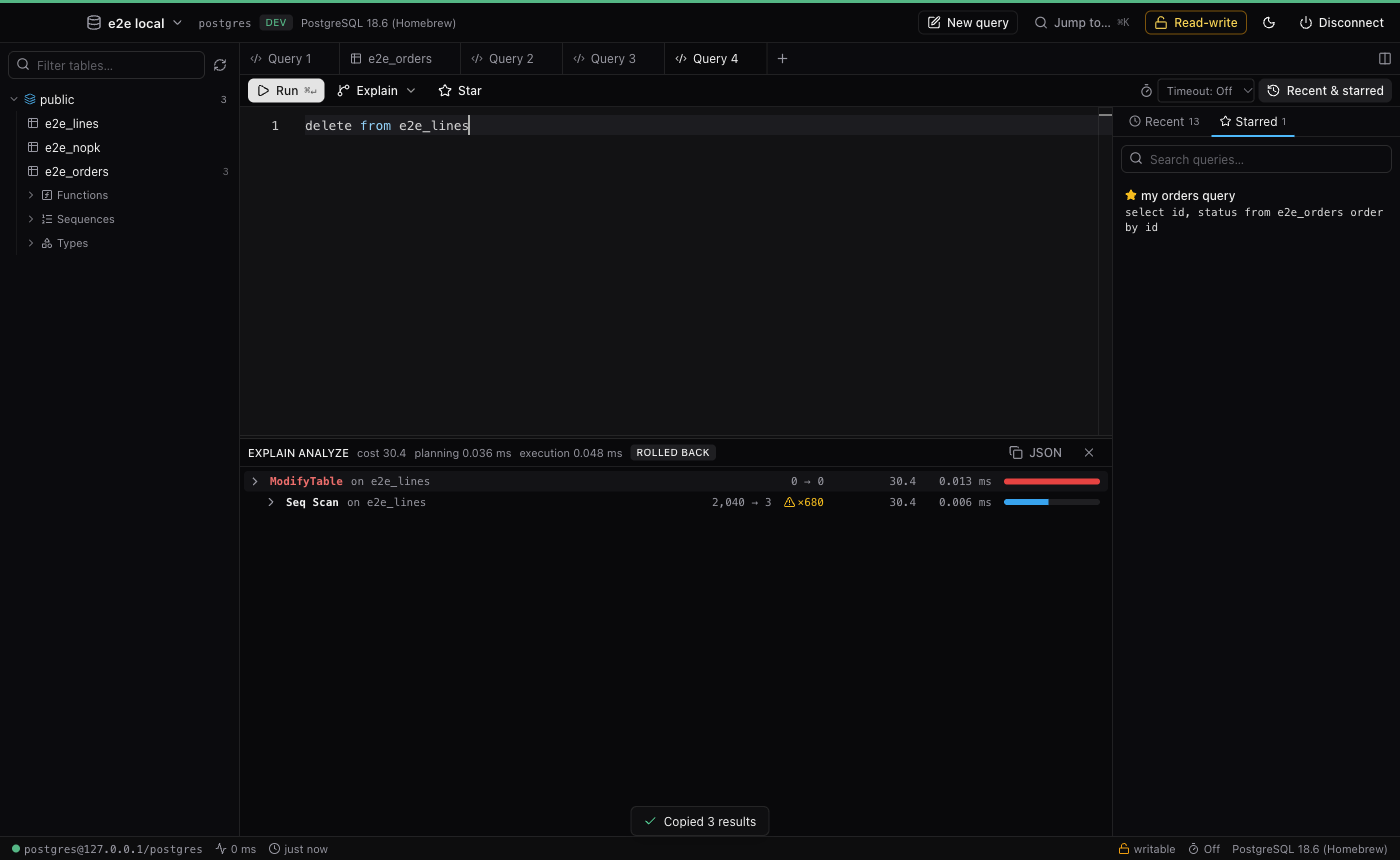 e2e local postgres DEV PostgreSQL 18.6 (Homebrew) New query Jump to... ⌘K Read-write Disconnect
Filter tables...
public 3
e2e_lines
e2e_nopk
e2e_orders 3
Functions
Sequences
Types
Query 1 e2e_orders Query 2 Query 3 Query 4
Run ⌘↵ Explain Star Timeout: Off Recent & starred
1 delete from e2e_lines
EXPLAIN ANALYZE cost 30.4 planning 0.036 ms execution 0.048 ms ROLLED BACK JSON
ModifyTable on e2e_lines 0 → 0 30.4 0.013 ms
Seq Scan on e2e_lines 2,040 → 3 ×680 30.4 0.006 ms
Recent 13 Starred 1
Search queries...
my orders query
select id, status from e2e_orders order
by id
Copied 3 results
postgres@127.0.0.1/postgres 0 ms just now writable Off PostgreSQL 18.6 (Homebrew)